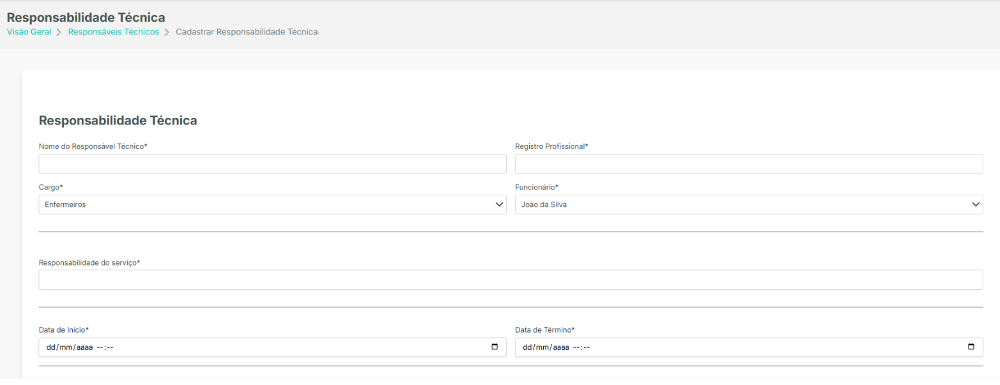 Responsabilidade Técnica
Visão Geral > Responsáveis Técnicos > Cadastrar Responsabilidade Técnica
Responsabilidade Técnica
Nome do Responsável Técnico* Registro Profissional*
Cargo* Funcionário*
Enfermeiros João da Silva
Responsabilidade do serviço*
Data de Início* Data de Término*
dd/mm/aaaa --:-- dd/mm/aaaa --:--